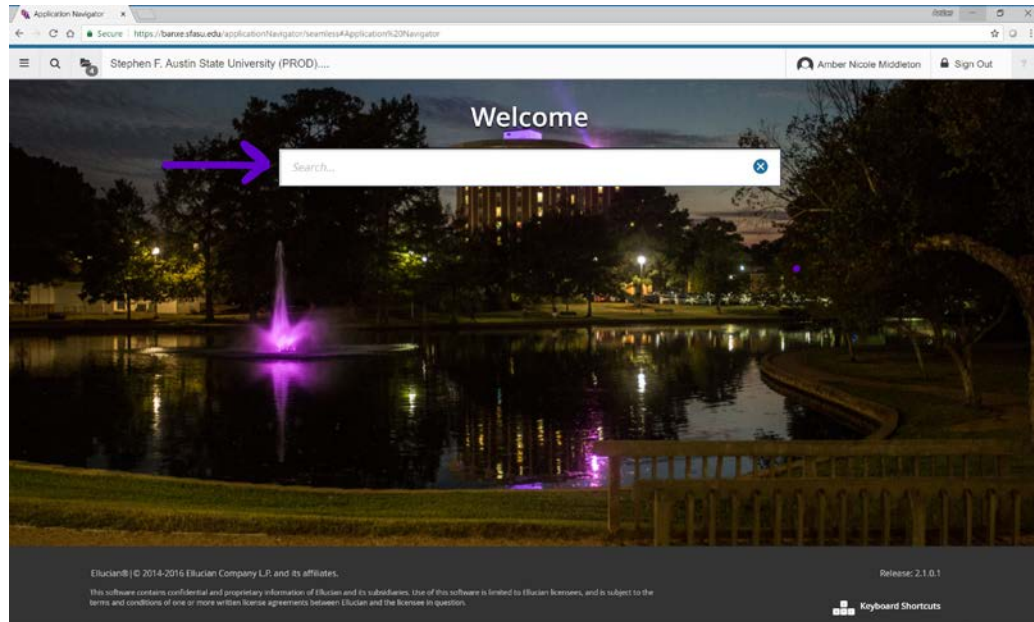 Application Navigator
Secure https://banxe.sfasu.edu/applicationNavigator/seamless#Application%20Navigator
4 Stephen F. Austin State University (PROD).... Amber Nicole Middleton Sign Out ?
Welcome
Search...
Ellucian® | © 2014-2016 Ellucian Company L.P. and its affiliates. Release: 2.1.0.1
This software contains confidential and proprietary information of Ellucian and its subsidiaries. Use of this software is limited to Ellucian licensees, and is subject to the
terms and conditions of one or more written license agreements between Ellucian and the licensee in question.
Keyboard Shortcuts